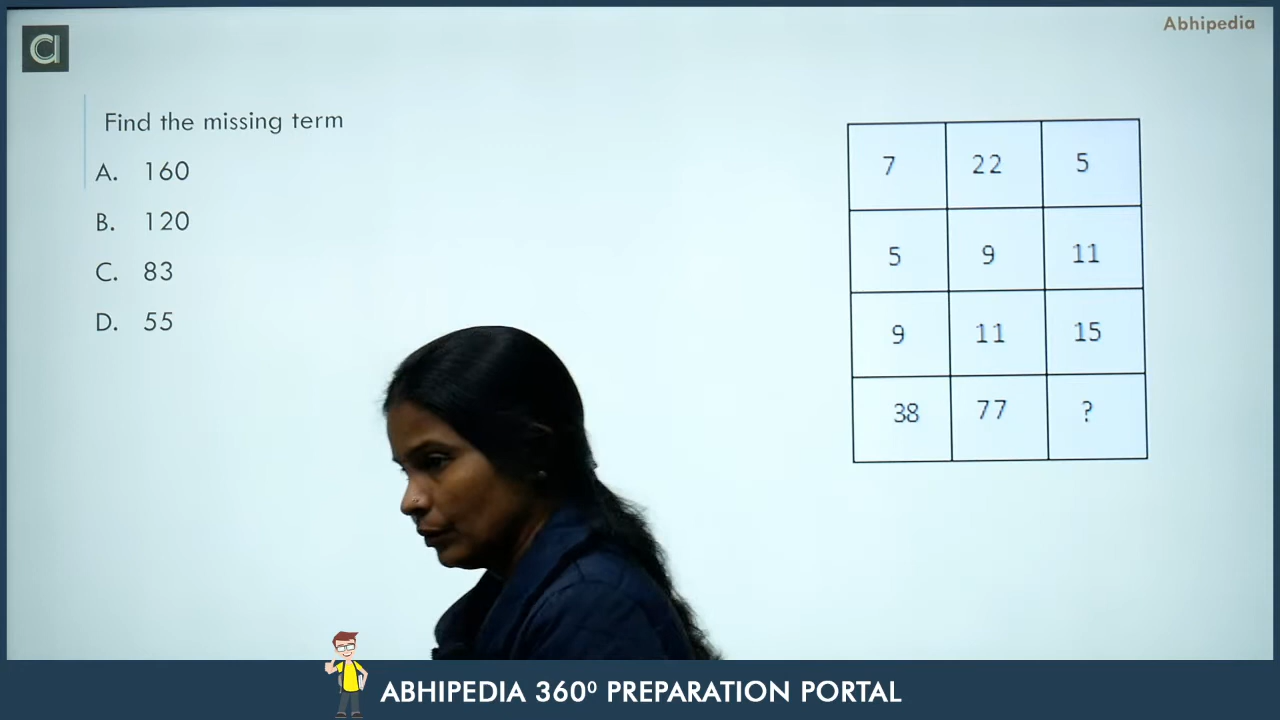 Abhipedia
Find the missing term
A. 160
B. 120
C. 83
D. 55
7 22 5
5 9 11
9 11 15
38 77 ?
ABHIPEDIA 360⁰ PREPARATION PORTAL